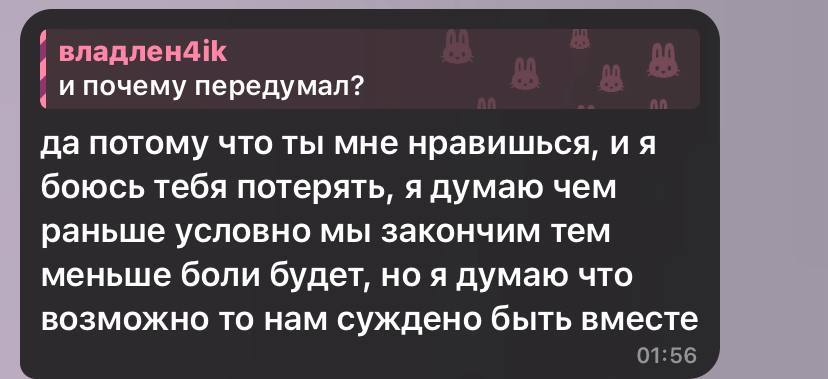 владлен4ik
и почему передумал?
да потому что ты мне нравишься, и я
боюсь тебя потерять, я думаю чем
раньше условно мы закончим тем
меньше боли будет, но я думаю что
возможно то нам суждено быть вместе
01:56